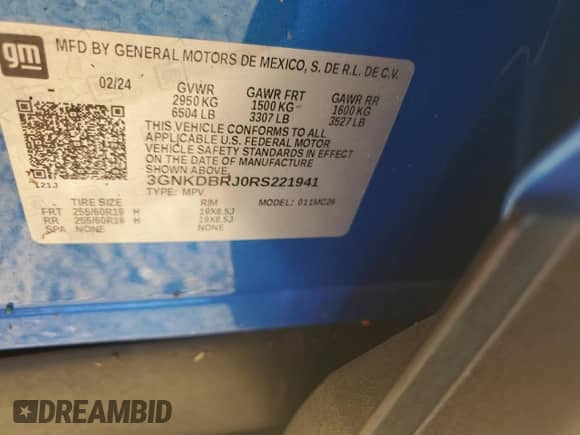 gm
MFD BY GENERAL MOTORS DE MEXICO, S. DE R.L. DE C.V.
02/24
GVWR GAWR FRT GAWR RR
2950 KG 1500 KG 1600 KG
6504 LB 3307 LB 3527 LB
THIS VEHICLE CONFORMS TO ALL
APPLICABLE U.S. FEDERAL MOTOR
VEHICLE SAFETY STANDARDS IN EFFECT
ON THE DATE OF MANUFACTURE
SHOWN ABOVE.
3GNKDBRJ0RS221941
121J
TYPE: MPV MODEL: 011MC26
TIRE SIZE RIM
FRT 255/60R19 H 19X8.5J
RR 255/60R19 H 19X8.5J
SPA NONE NONE
DREAMBID